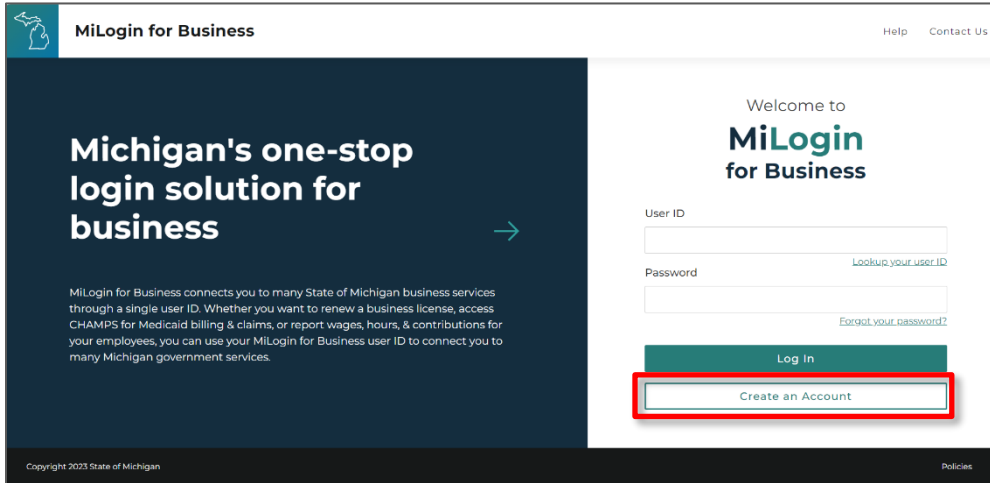 MiLogin for Business
Help Contact Us
Michigan's one-stop
login solution for
business
MiLogin for Business connects you to many State of Michigan business services
through a single user ID. Whether you want to renew a business license, access
CHAMPS for Medicaid billing & claims, or report wages, hours, & contributions for
your employees, you can use your MiLogin for Business user ID to connect you to
many Michigan government services.
Welcome to
MiLogin
for Business
User ID
Lookup your user ID
Password
Forgot your password?
Log In
Create an Account
Copyright 2023 State of Michigan
Policies